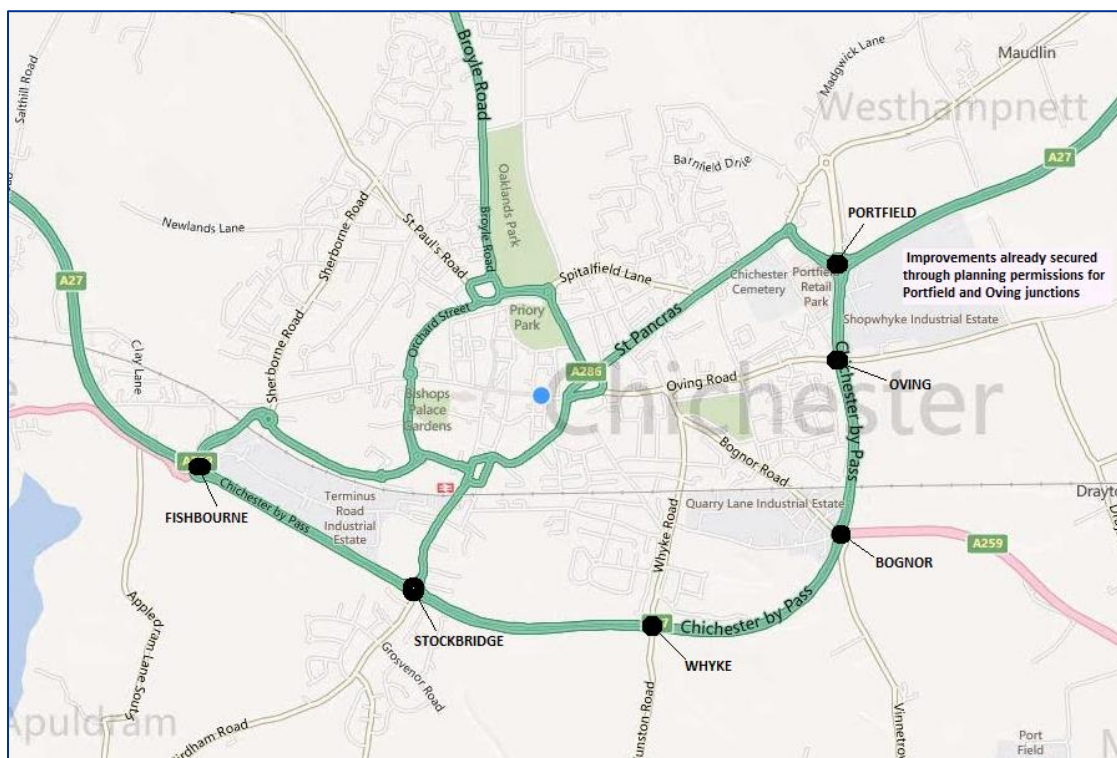 Broyle Road
Salthill Road
Madgwick Lane
Maudlin
Westhampnett
Barnfield Drive
A27
Oaklands Park
Sherborne Road
St Paul's Road
Broyle Road
Newlands Lane
PORTFIELD
Improvements already secured
through planning permissions for
Portfield and Oving junctions
Spitalfield Lane
Chichester
Cemetery
Portfield
Retail
Park
A27
Priory
Park
Orchard Street
St Pancras
Shopwhyke Industrial Estate
Clay Lane
Sherborne Road
A286
Oving Road
OVING
Chichester by Pass
Bishops
Palace
Gardens
Chichester
Bognor Road
FISHBOURNE
Chichester by Pass
Terminus
Road
Industrial
Estate
Whyke Road
Quarry Lane Industrial Estate
BOGNOR
A259
Appledram Lane South
STOCKBRIDGE
Grosvenor Road
WHYKE
Chichester by Pass
Apuldram
Port
Field